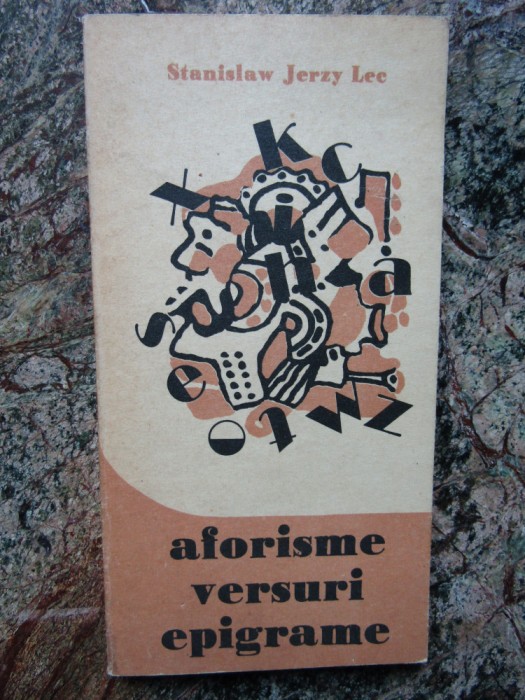 Stanislaw Jerzy Lec
aforisme
versuri
epigrame